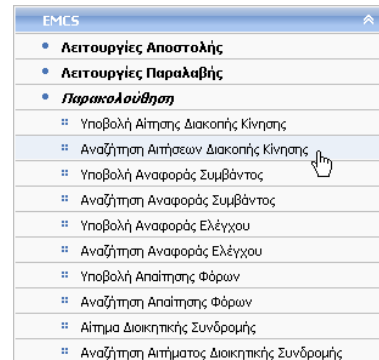 EMCS
Λειτουργίες Αποστολής
Λειτουργίες Παραλαβής
Παρακολούθηση
Υποβολή Αίτησης Διακοπής Κίνησης
Αναζήτηση Αιτήσεων Διακοπής Κίνησης
Υποβολή Αναφοράς Συμβάντος
Αναζήτηση Αναφοράς Συμβάντος
Υποβολή Αναφοράς Ελέγχου
Αναζήτηση Αναφοράς Ελέγχου
Υποβολή Απαίτησης Φόρων
Αναζήτηση Απαίτησης Φόρων
Αίτημα Διοικητικής Συνδρομής
Αναζήτηση Αιτήματος Διοικητικής Συνδρομής